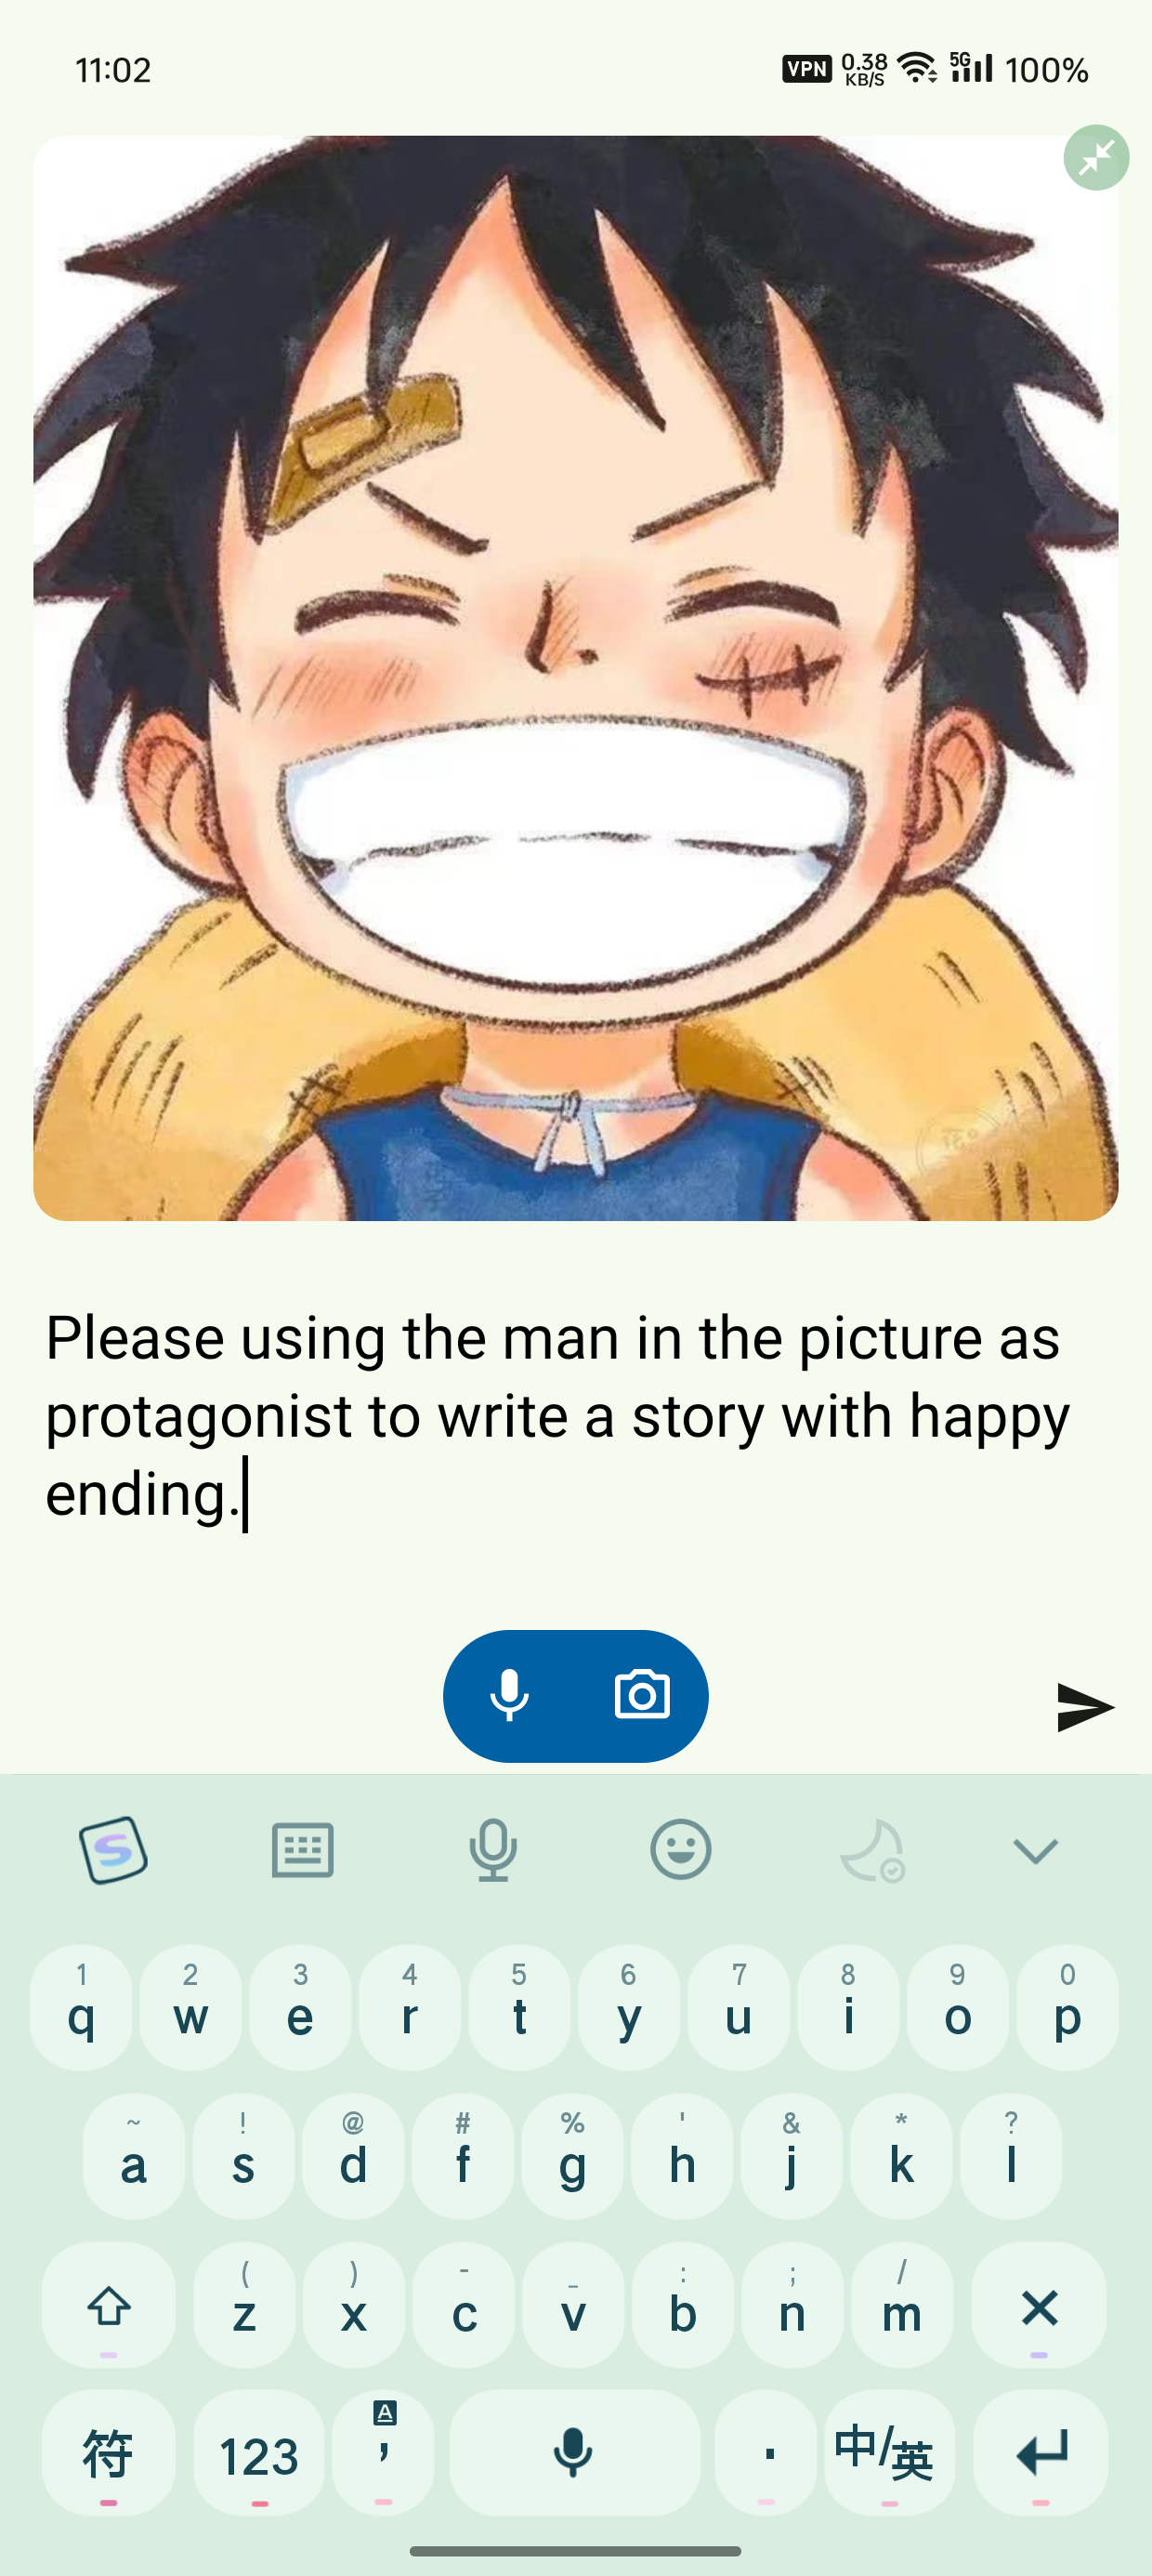 11:02
VPN 0.38 KB/S 5G 100%
Please using the man in the picture as
protagonist to write a story with happy
ending.
1 2 3 4 5 6 7 8 9 0
q w e r t y u i o p
~ ! @ # % ' & * ?
a s d f g h j k l
( ) - _ : ; /
z x c v b n m
A
符 123 , . 中/英